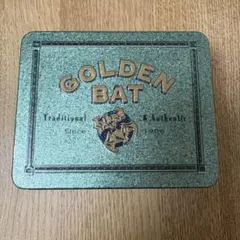 GOLDEN
BAT
Traditional & Authentic
Since 1906